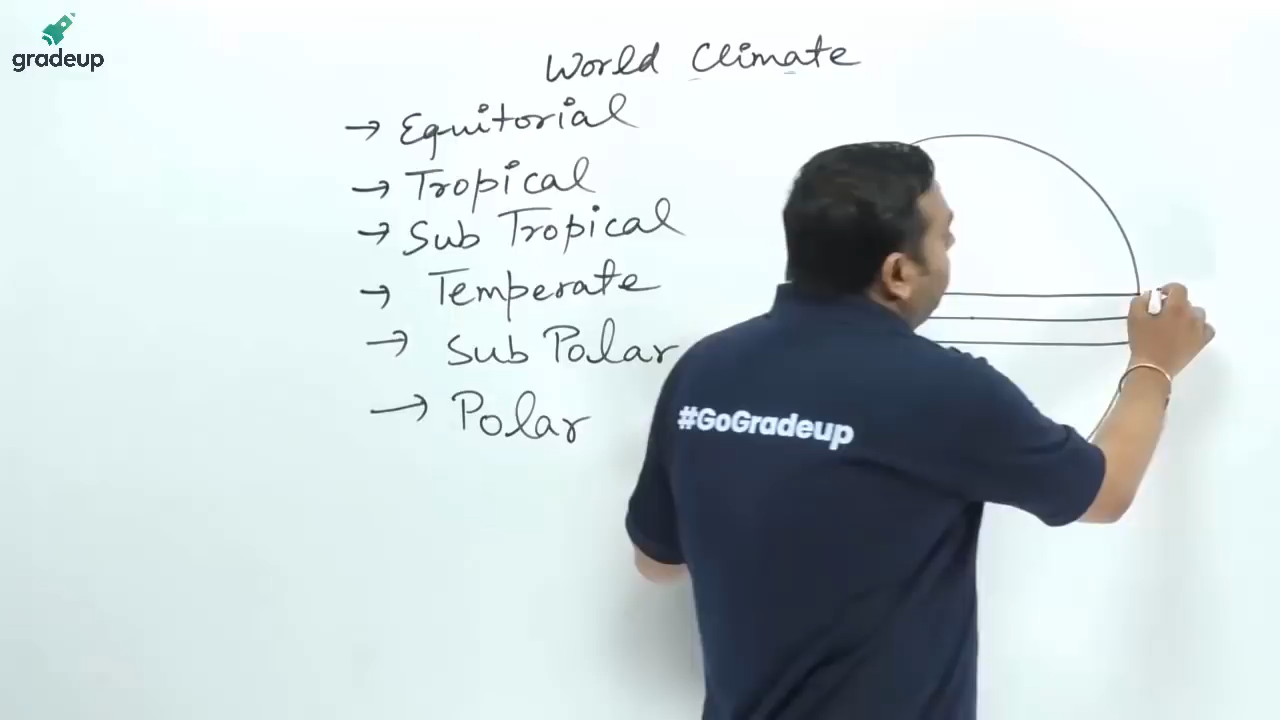 gradeup
World Climate
→ Equitorial
→ Tropical
→ Sub Tropical
→ Temperate
→ Sub Polar
→ Polar
#GoGradeup